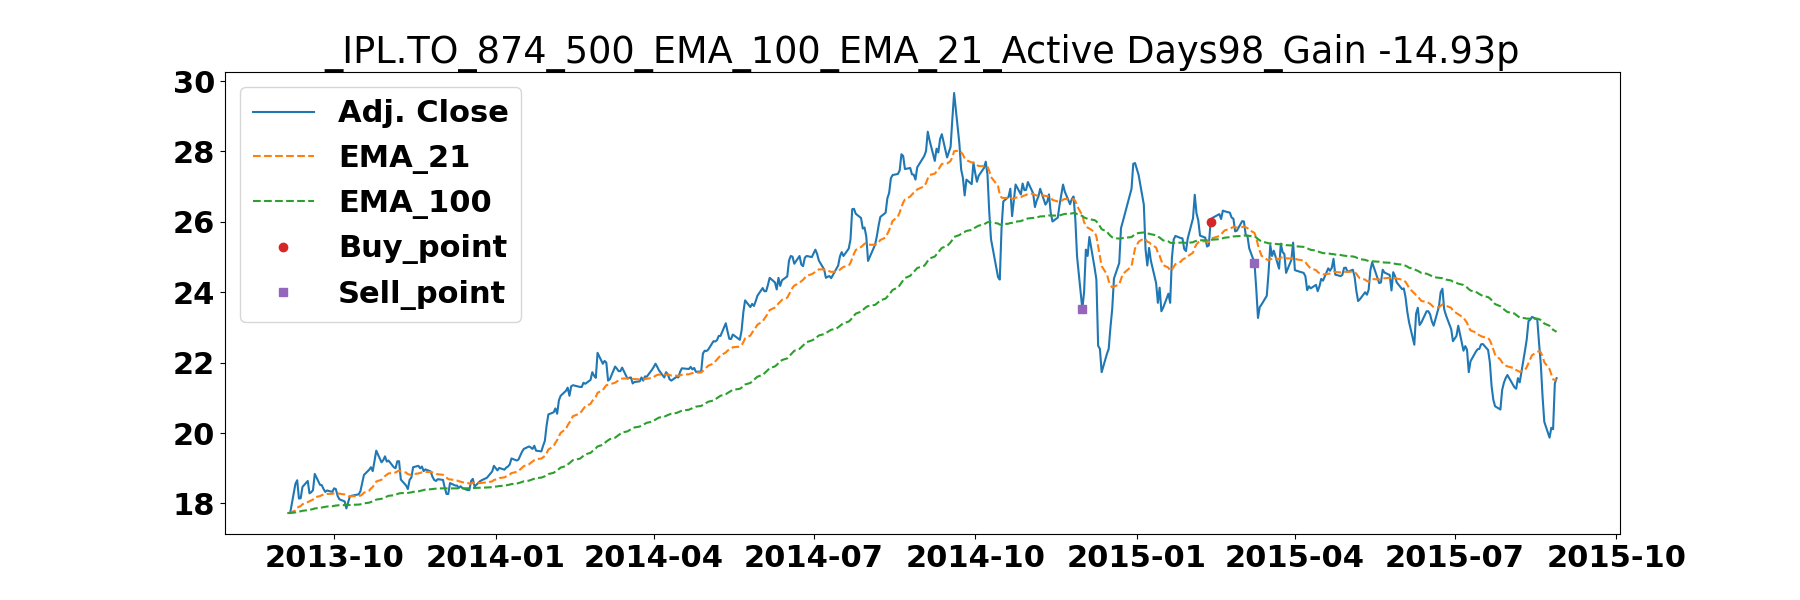 _IPL.TO_874_500_EMA_100_EMA_21_Active Days98_Gain -14.93p
30
28
26
24
22
20
18
Adj. Close
EMA_21
EMA_100
Buy_point
Sell_point
2013-10 2014-01 2014-04 2014-07 2014-10 2015-01 2015-04 2015-07 2015-10